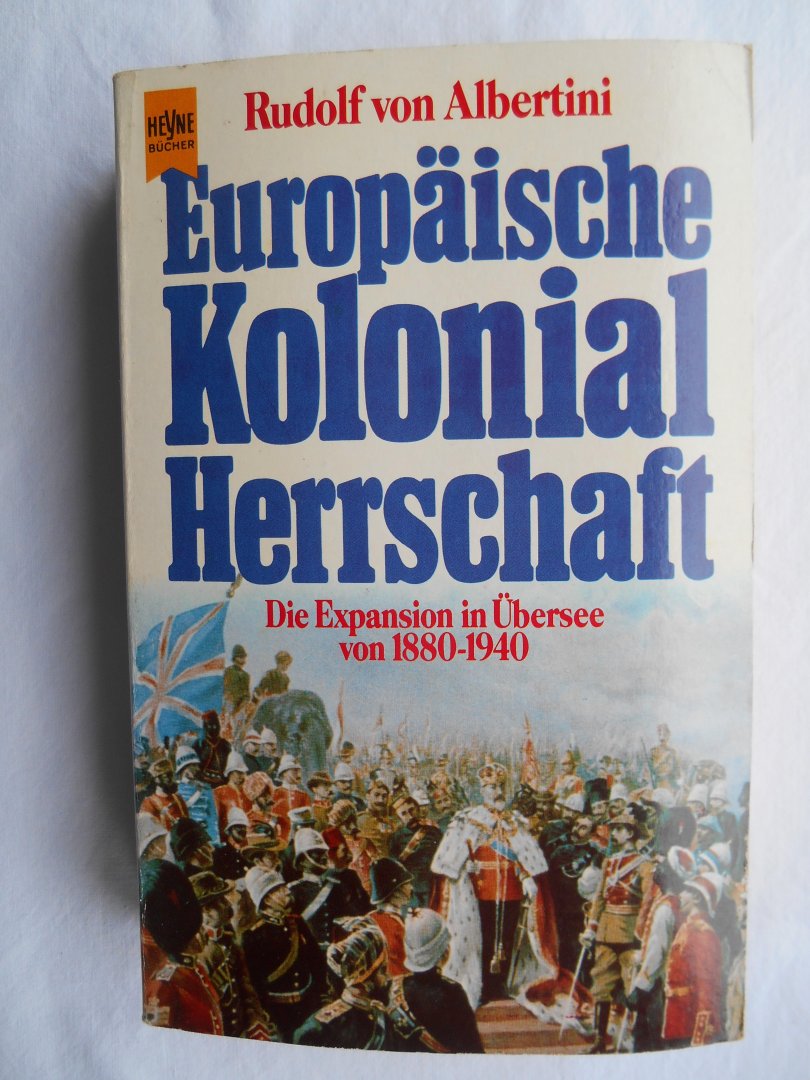 HEYNE
BÜCHER
Rudolf von Albertini
Europäische
Kolonial
Herrschaft
Die Expansion in Übersee
von 1880-1940